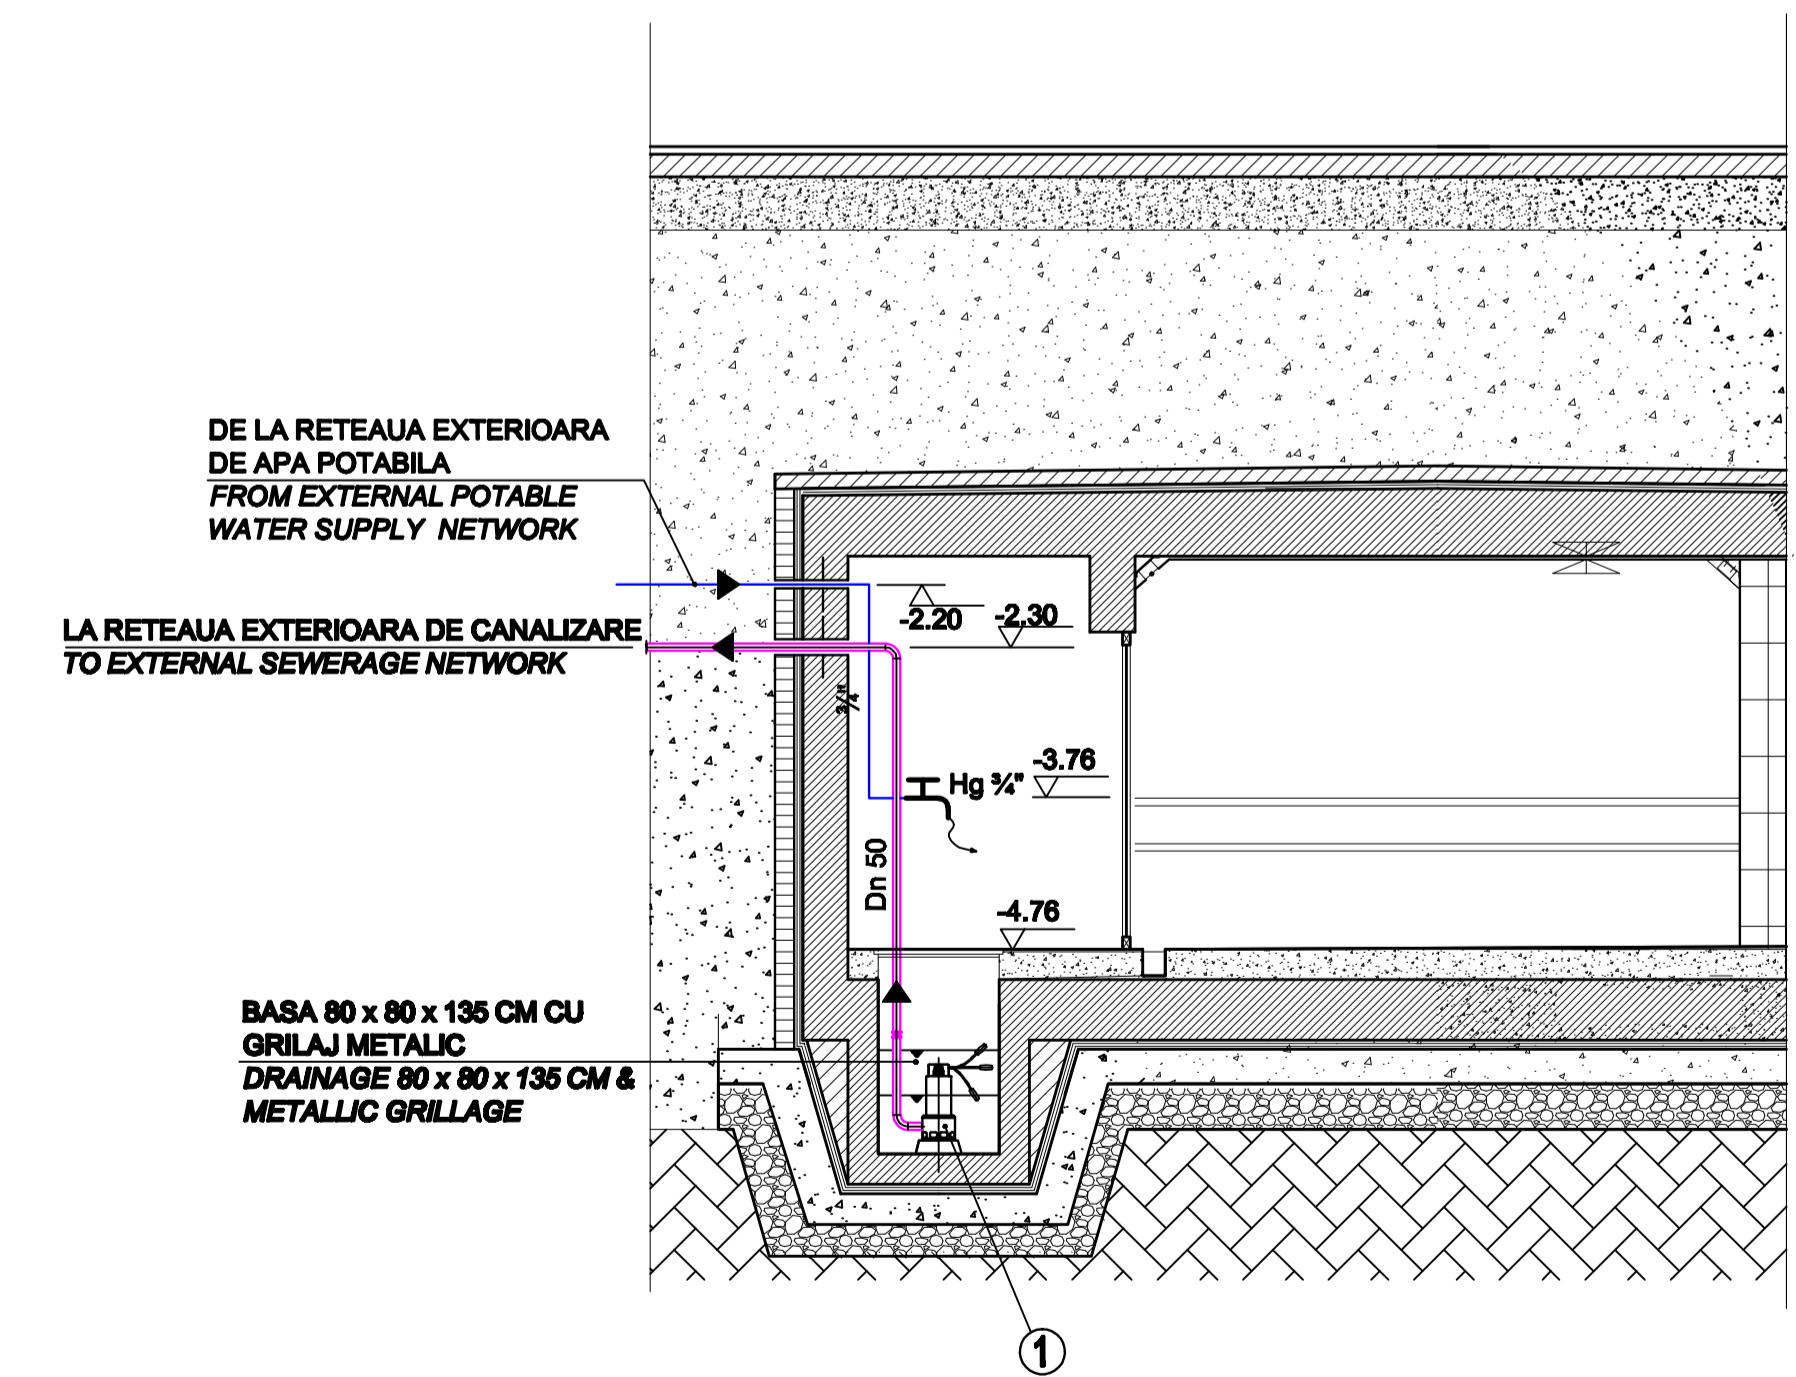 DE LA RETEAUA EXTERIOARA
DE APA POTABILA
FROM EXTERNAL POTABLE
WATER SUPPLY NETWORK
-2.20
-2.30
LA RETEAUA EXTERIOARA DE CANALIZARE
TO EXTERNAL SEWERAGE NETWORK
¾"
Hg ¾"
-3.76
Dn 50
-4.76
BASA 80 x 80 x 135 CM CU
GRILAJ METALIC
DRAINAGE 80 x 80 x 135 CM &
METALLIC GRILLAGE
1